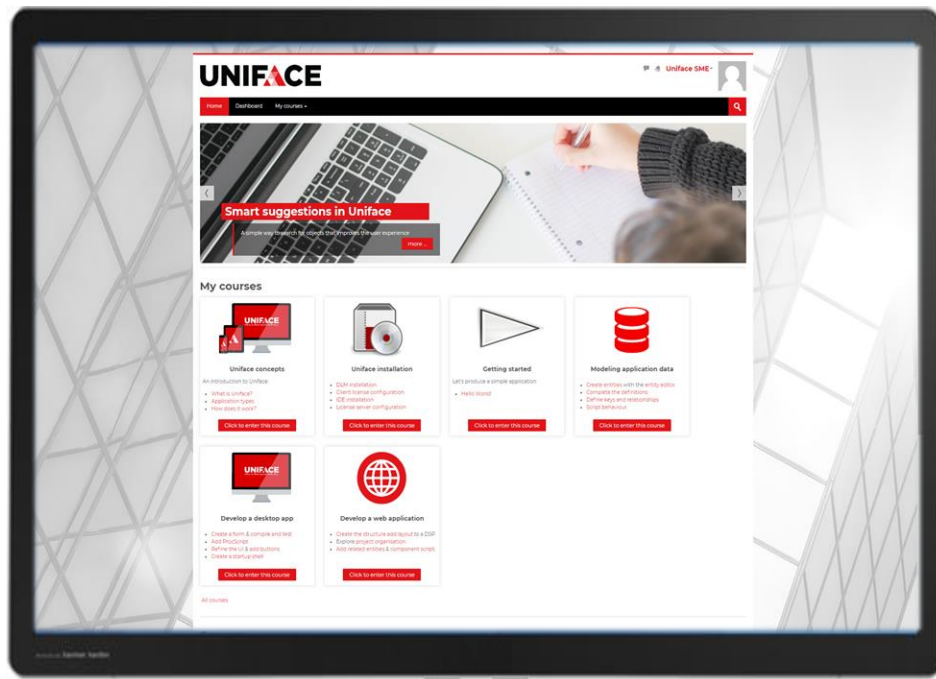 UNIFACE
Uniface SME
Home Dashboard My courses
Smart suggestions in Uniface
A simple way to search for objects that improves the user experience
more ...
My courses
UNIFACE
Uniface concepts
An introduction to Uniface
What is Uniface?
Application types
How does it work?
Click to enter this course
Uniface installation
DLM installation
Client license configuration
IDE installation
License server configuration
Click to enter this course
Getting started
Let's produce a simple application
Hello World!
Click to enter this course
Modeling application data
Create entities with the entity editor
Complete the definitions
Define keys and relationships
Script behaviour
Click to enter this course
UNIFACE
Develop a desktop app
Create a form & compile and test
Add ProcScript
Refine the UI & add buttons
Create a startup shell
Click to enter this course
Develop a web application
Create the structure add layout to a DSP
Explore project organisation
Add related entities & component script
Click to enter this course
All courses